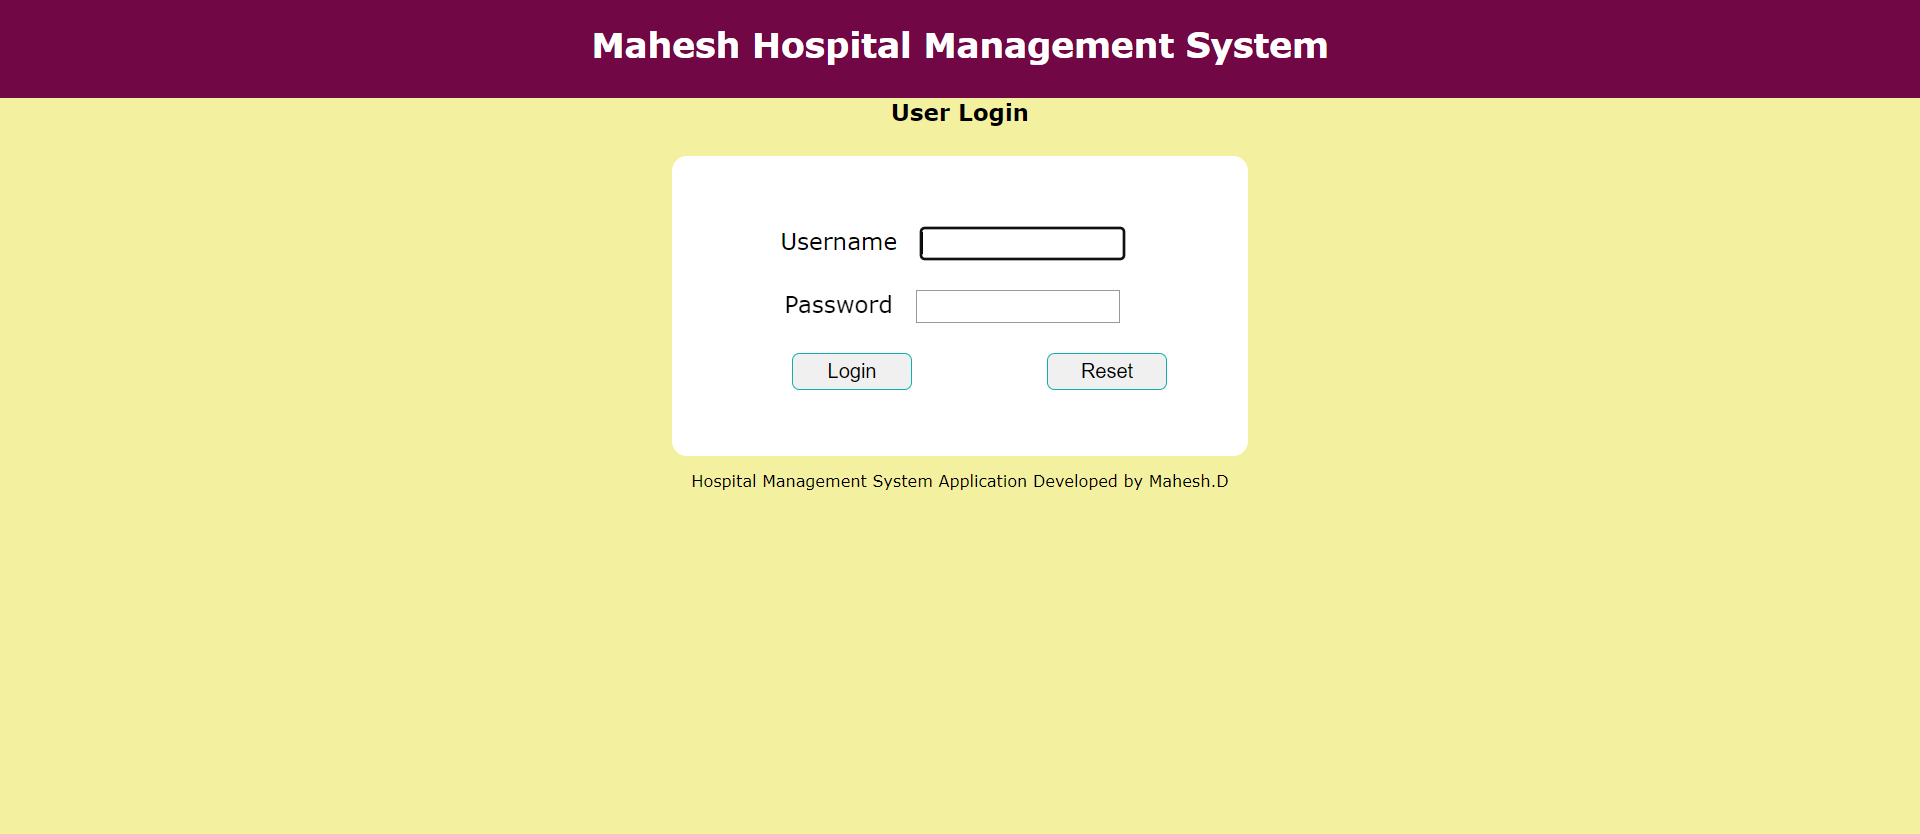 Mahesh Hospital Management System
User Login
Username
Password
Login Reset
Hospital Management System Application Developed by Mahesh.D